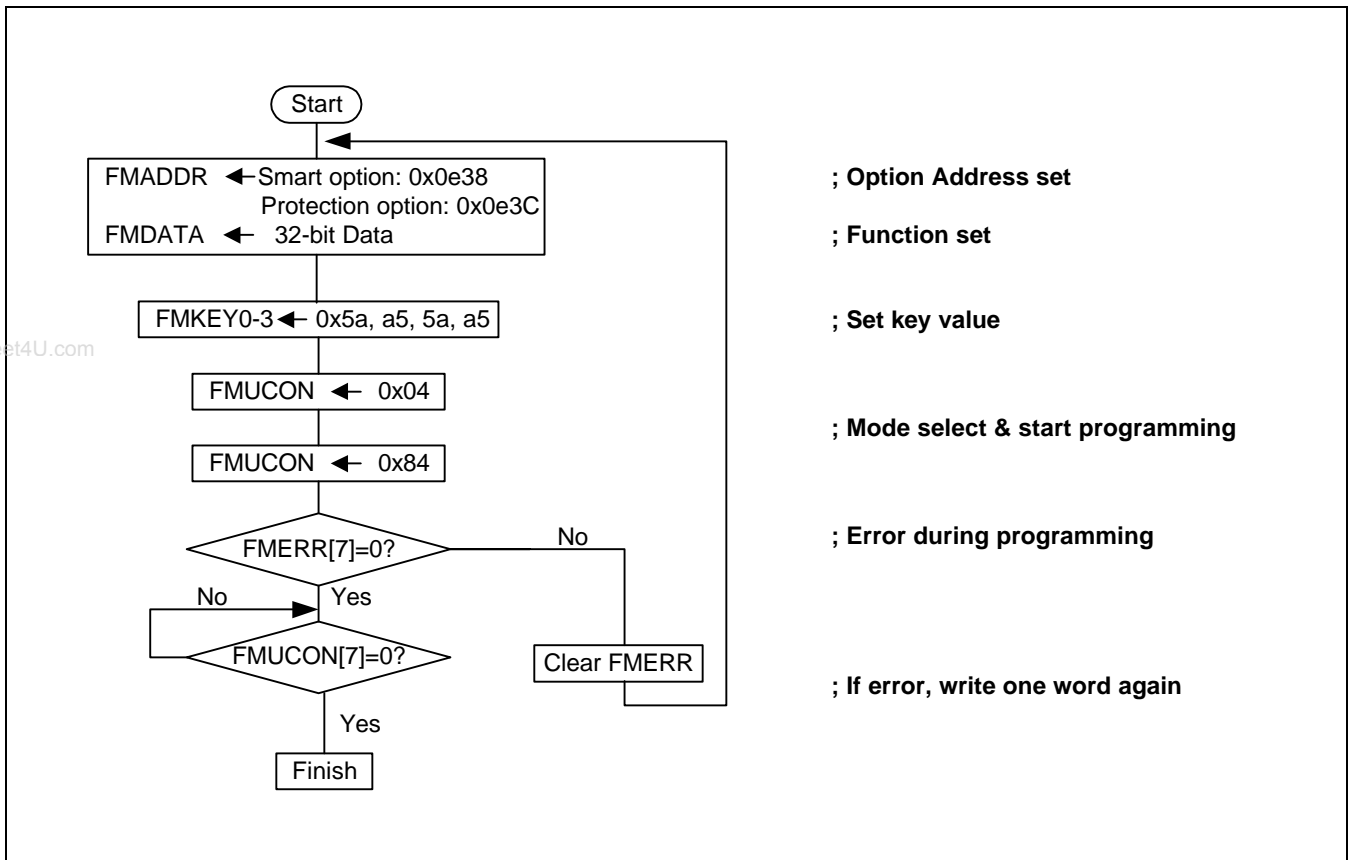 Start
FMADDR ← Smart option: 0x0e38
Protection option: 0x0e3C
FMDATA ← 32-bit Data
; Option Address set
; Function set
FMKEY0-3 ← 0x5a, a5, 5a, a5
; Set key value
et4U.com
FMUCON ← 0x04
; Mode select & start programming
FMUCON ← 0x84
FMERR[7]=0?
No
; Error during programming
Yes
No
FMUCON[7]=0?
Clear FMERR
; If error, write one word again
Yes
Finish